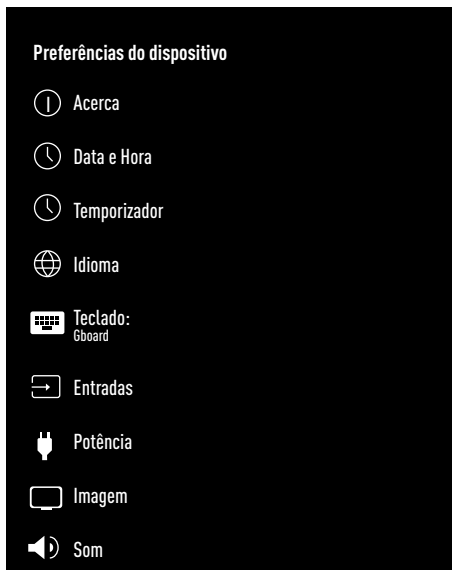 Preferências do dispositivo
Acerca
Data e Hora
Temporizador
Idioma
Teclado:
Gboard
Entradas
Potência
Imagem
Som